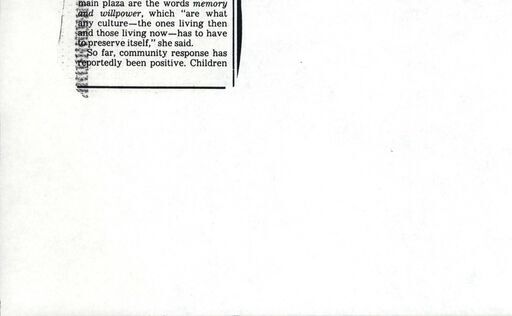 main plaza are the words memory
and willpower, which "are what
any culture—the ones living then
and those living now—has to have
to preserve itself," she said.
So far, community response has
reportedly been positive. Children